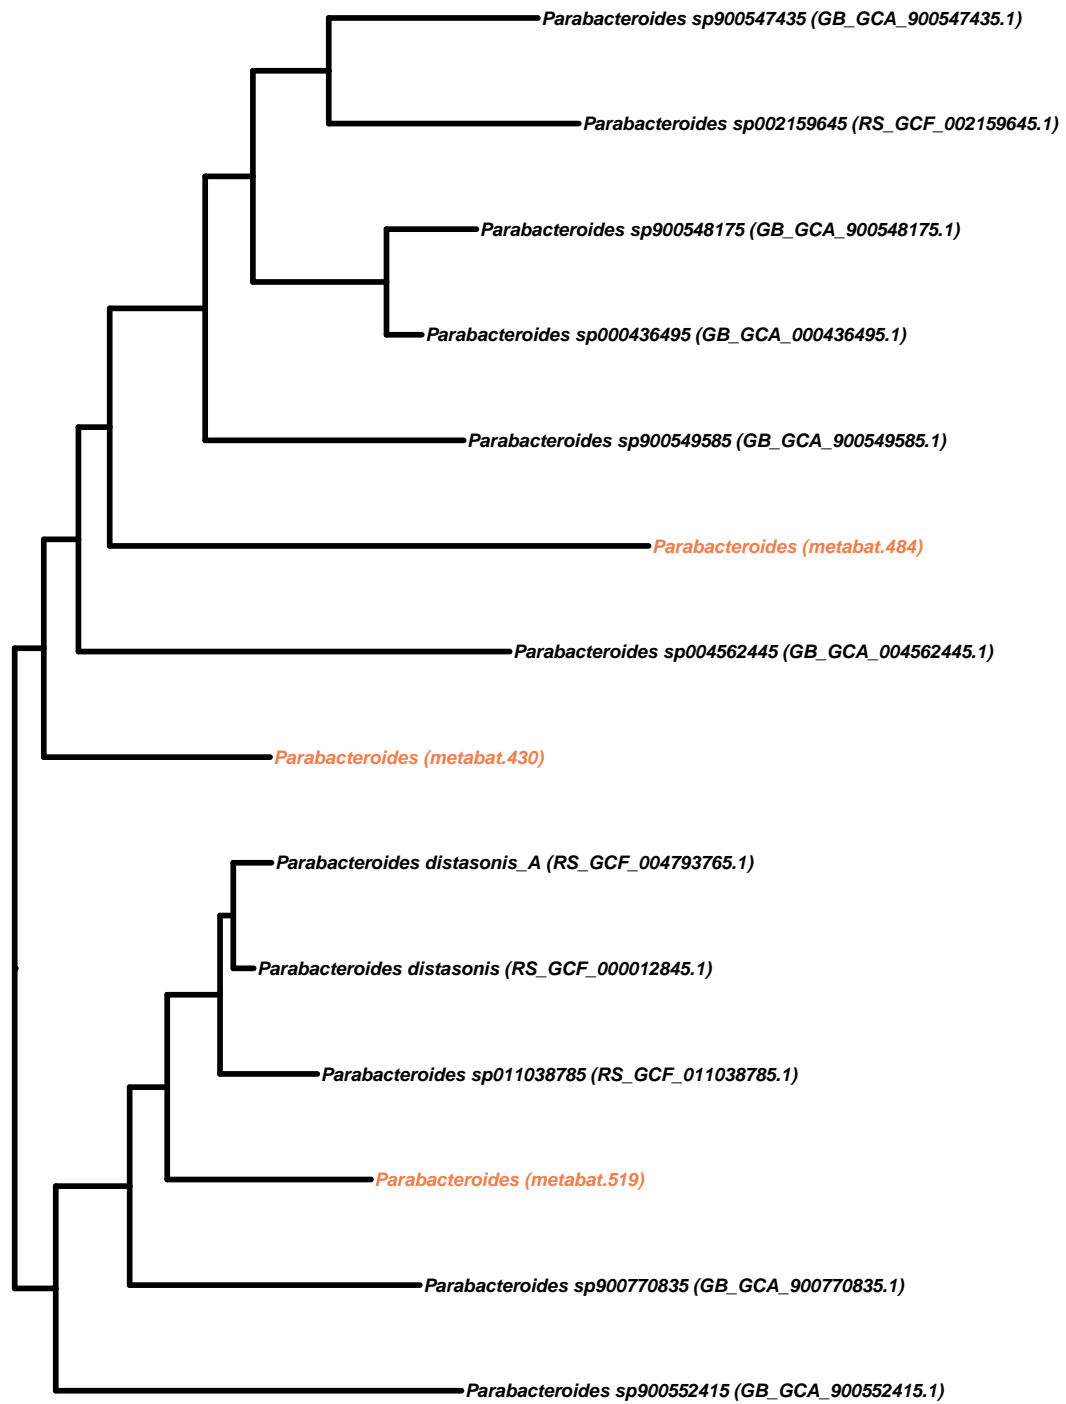 Parabacteroides sp900547435 (GB_GCA_900547435.1)
Parabacteroides sp002159645 (RS_GCF_002159645.1)
Parabacteroides sp900548175 (GB_GCA_900548175.1)
Parabacteroides sp000436495 (GB_GCA_000436495.1)
Parabacteroides sp900549585 (GB_GCA_900549585.1)
Parabacteroides (metabat.484)
Parabacteroides sp004562445 (GB_GCA_004562445.1)
Parabacteroides (metabat.430)
Parabacteroides distasonis_A (RS_GCF_004793765.1)
Parabacteroides distasonis (RS_GCF_000012845.1)
Parabacteroides sp011038785 (RS_GCF_011038785.1)
Parabacteroides (metabat.519)
Parabacteroides sp900770835 (GB_GCA_900770835.1)
Parabacteroides sp900552415 (GB_GCA_900552415.1)